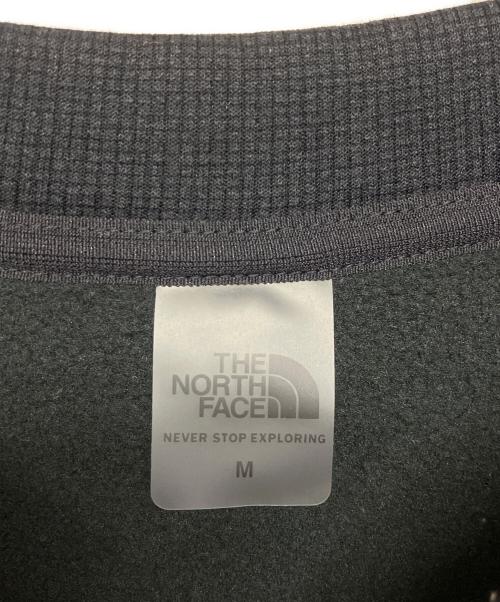 THE
NORTH
FACE
NEVER STOP EXPLORING
M